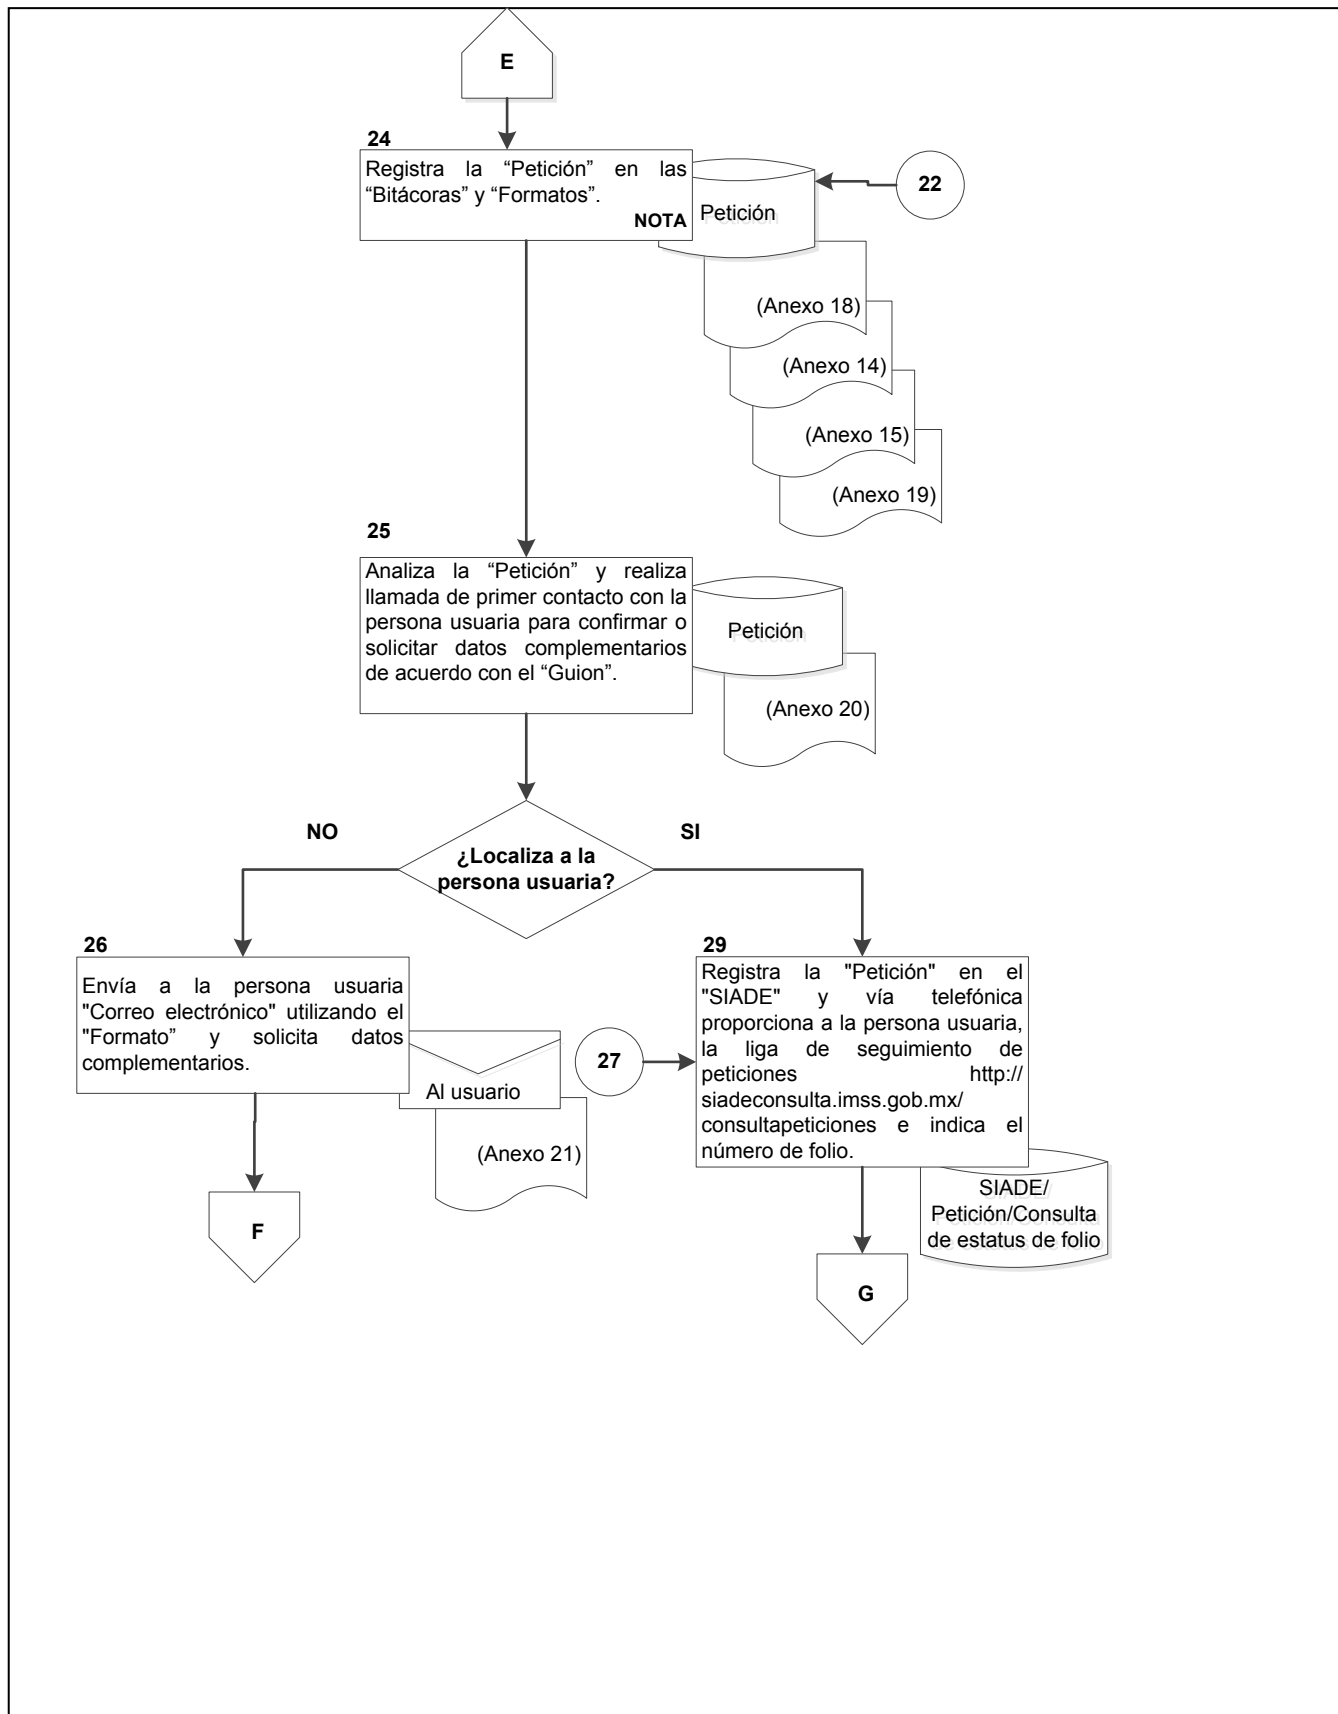 E
24
Registra la “Petición” en las
“Bitácoras” y “Formatos”.
NOTA
Petición
22
(Anexo 18)
(Anexo 14)
(Anexo 15)
(Anexo 19)
25
Analiza la “Petición” y realiza
llamada de primer contacto con la
persona usuaria para confirmar o
solicitar datos complementarios
de acuerdo con el “Guion”.
Petición
(Anexo 20)
NO
SI
¿Localiza a la
persona usuaria?
26
Envía a la persona usuaria
"Correo electrónico" utilizando el
"Formato” y solicita datos
complementarios.
Al usuario
(Anexo 21)
F
27
29
Registra la "Petición" en el
"SIADE" y vía telefónica
proporciona a la persona usuaria,
la liga de seguimiento de
peticiones http://
siadeconsulta.imss.gob.mx/
consultapeticiones e indica el
número de folio.
SIADE/
Petición/Consulta
de estatus de folio
G